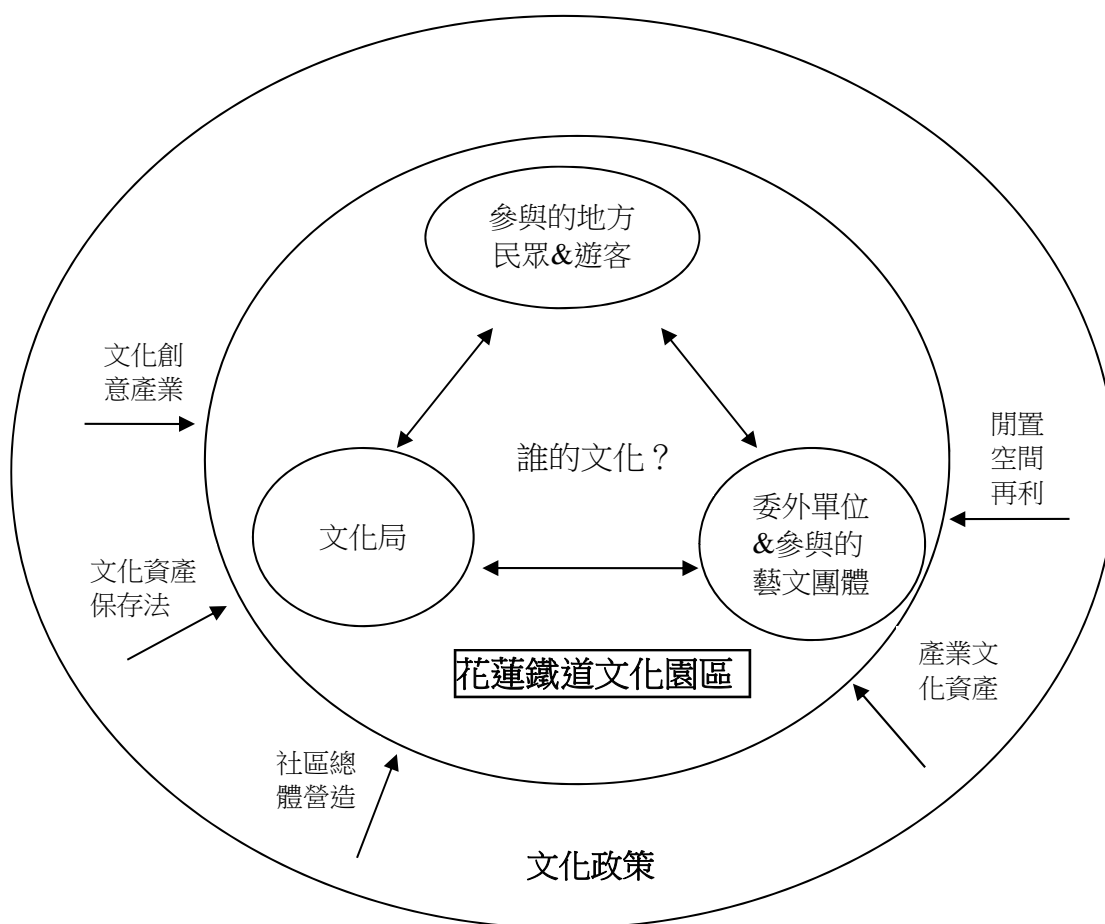 參與的地方
民眾&遊客
文化創
意產業
誰的文化？
閒置
空間
再利
文化局
委外單位
&參與的
藝文團體
文化資產
保存法
花蓮鐵道文化園區
產業文
化資產
社區總
體營造
文化政策